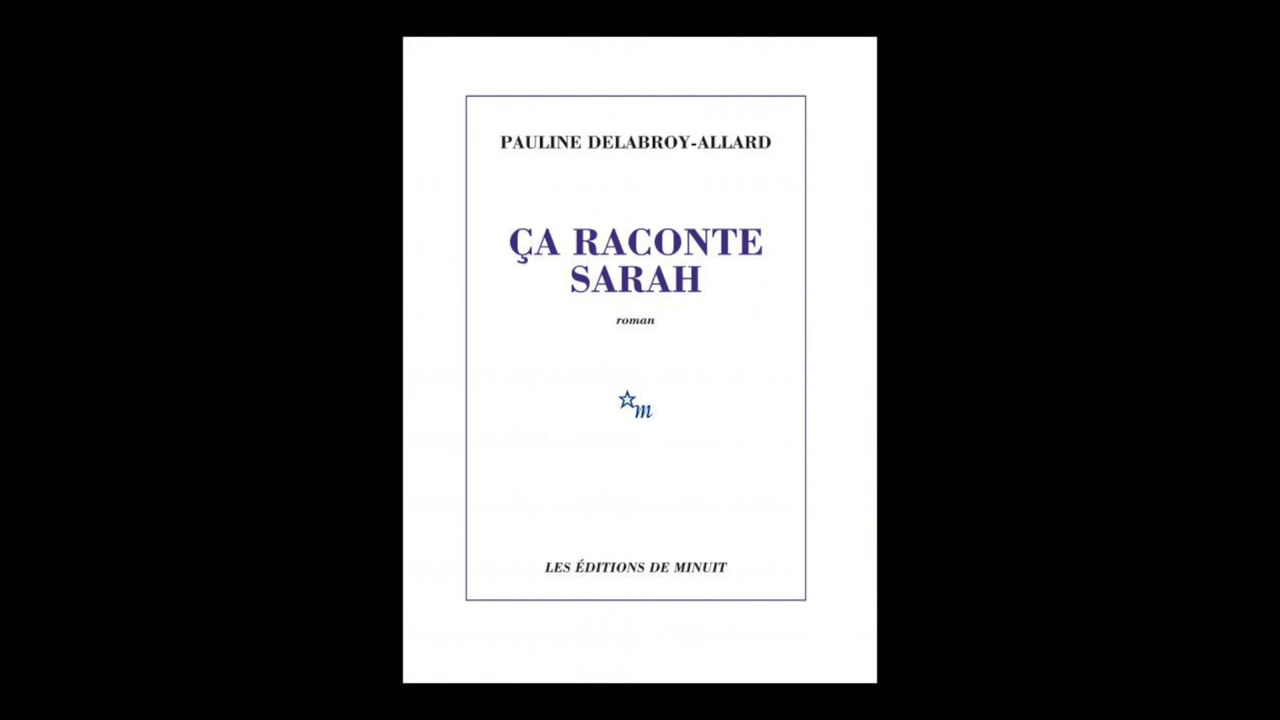 PAULINE DELABROY-ALLARD
ÇA RACONTE
SARAH
roman
m
LES ÉDITIONS DE MINUIT